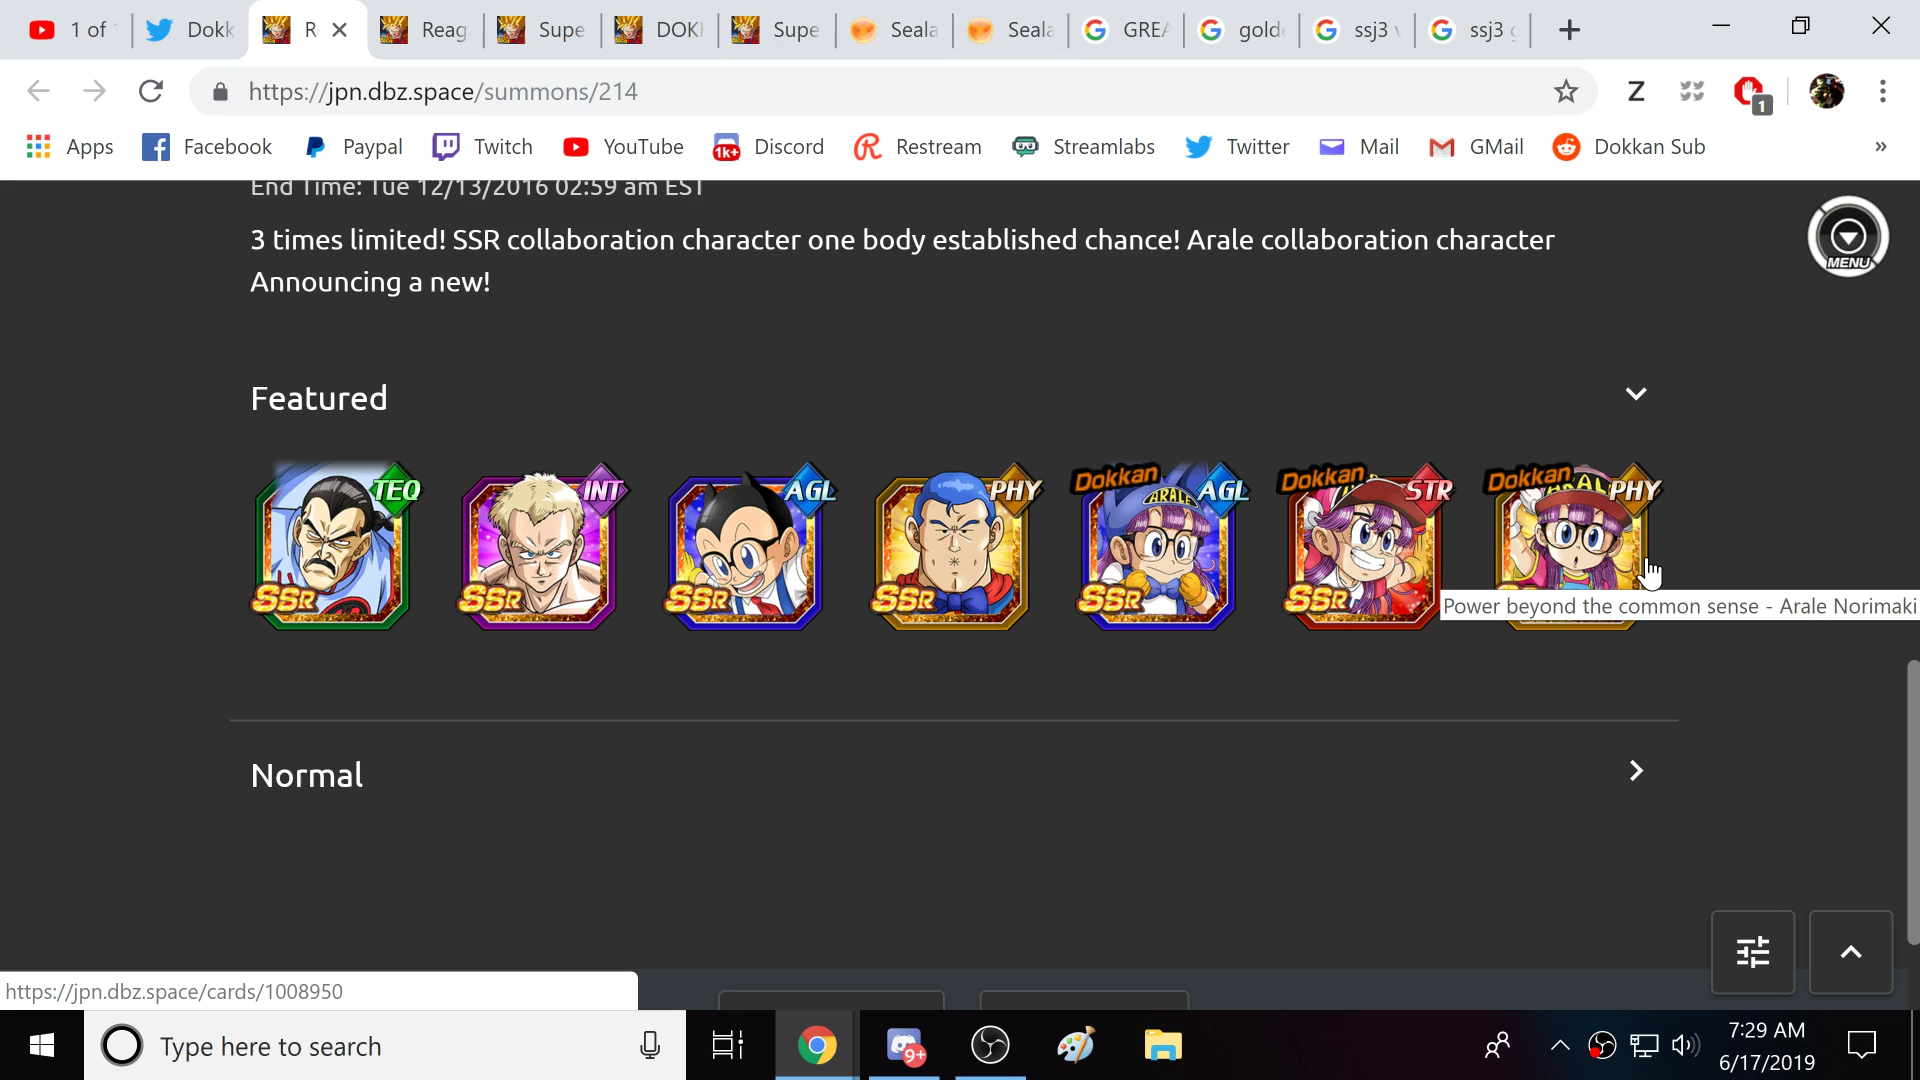 1 of
Dokk
R
Reag
Supe
DOK
Supe
Seala
Seala
GREA
gold
ssj3 v
ssj3 g
https://jpn.dbz.space/summons/214
Z
1
Apps
Facebook
Paypal
Twitch
1k+
Discord
YouTube
Restream
Streamlabs
Twitter
Mail
GMail
Dokkan Sub
»
End Time: Tue 12/13/2016 02:59 am EST
3 times limited! SSR collaboration character one body established chance! Arale collaboration character
Announcing a new!
MENU
Featured
TEQ
SSR
INT
SSR
AGL
SSR
PHY
SSR
Dokkan
AGL
ARALE
SSR
Dokkan
STR
SSR
Dokkan
PHY
ARAL
Power beyond the common sense - Arale Norimaki
Normal
https://jpn.dbz.space/cards/1008950
Type here to search
9+
7:29 AM
6/17/2019